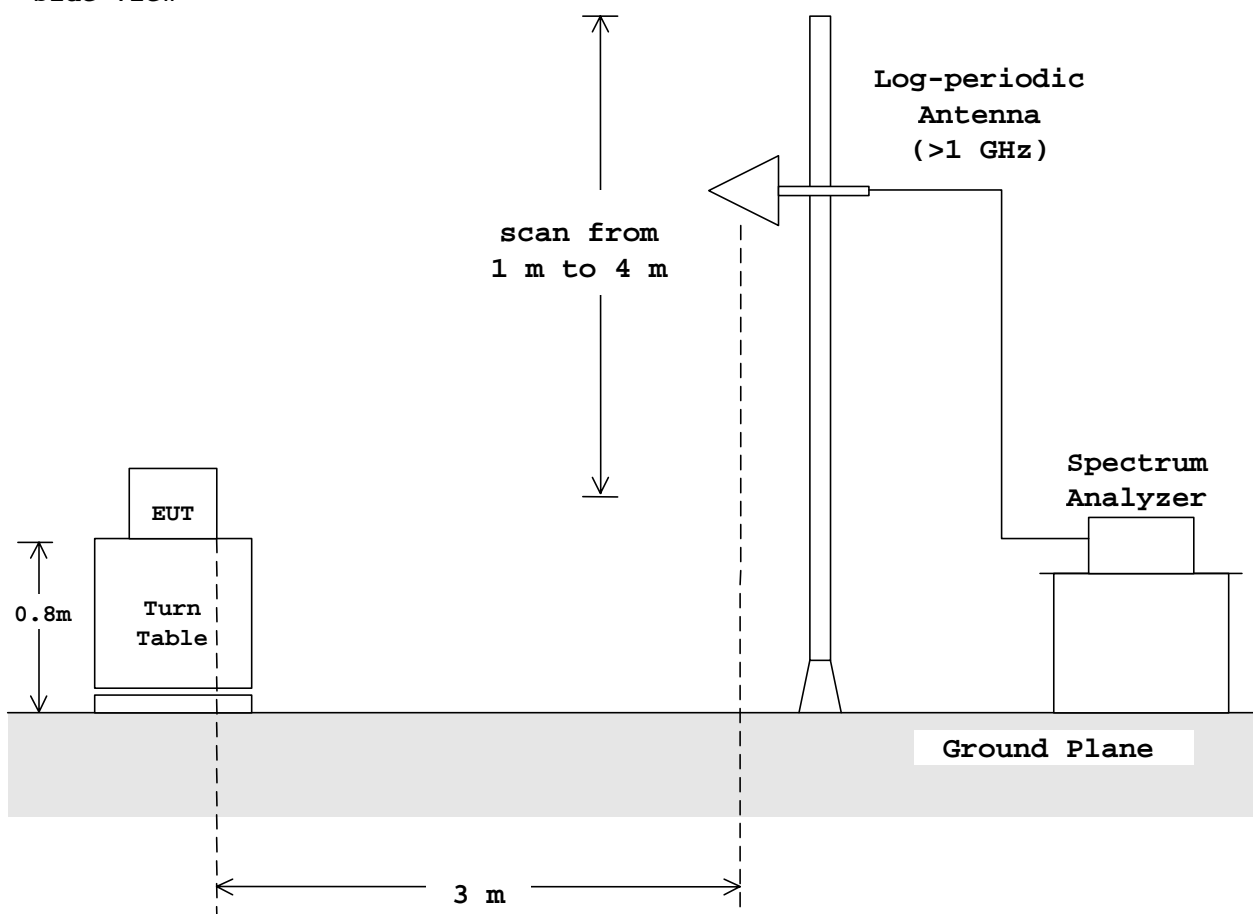 Side View
Log-periodic
Antenna
(>1 GHz)
scan from
1 m to 4 m
Spectrum
Analyzer
EUT
0.8m
Turn
Table
Ground Plane
3 m